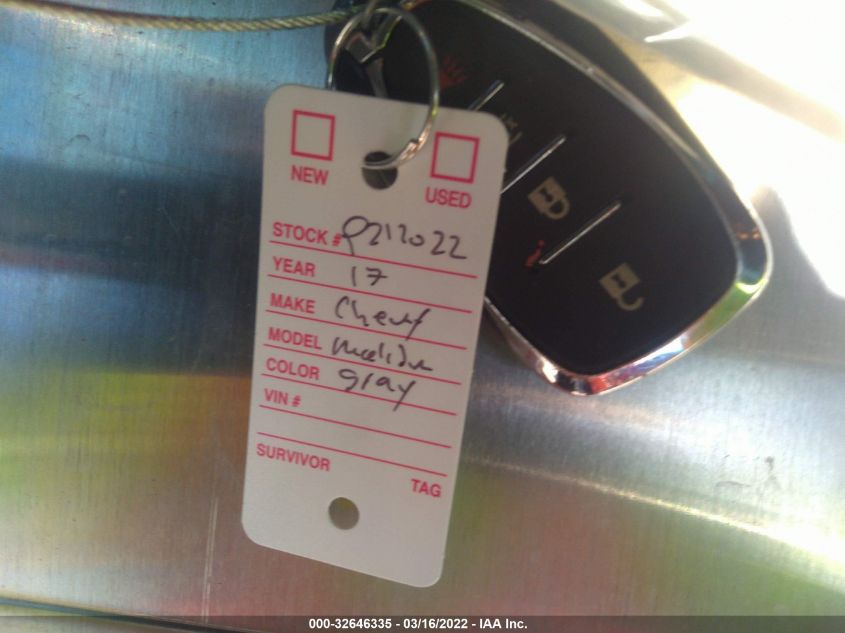 NEW
USED
STOCK # P211022
YEAR 17
MAKE Chevy
MODEL Malibu
COLOR gray
VIN #
SURVIVOR
TAG
000-32646335 - 03/16/2022 - IAA Inc.